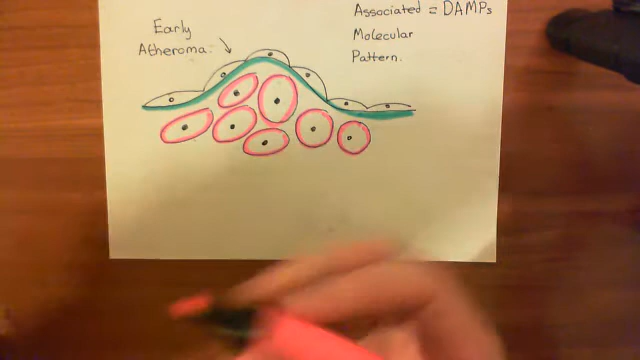 Early
Atheroma.
Associated = DAMPs
Molecular
Pattern.